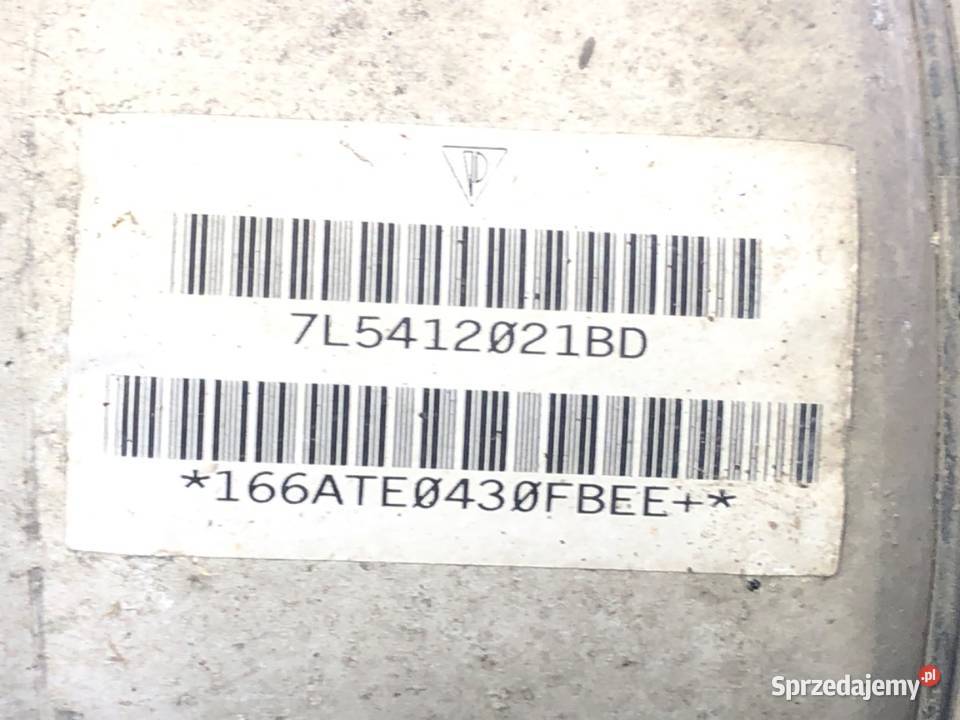 7L5412021BD
*166ATE0430FBEE+*
Sprzedajemy.pl